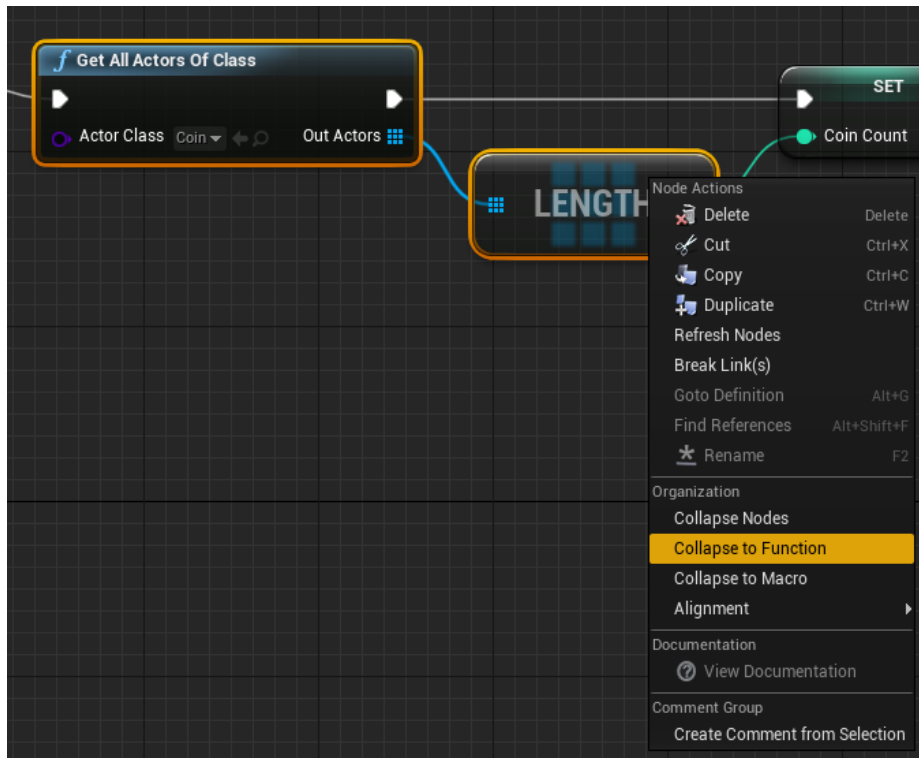 f Get All Actors Of Class
SET
Actor Class Coin Out Actors
Coin Count
LENGTH
Node Actions
Delete Delete
Cut Ctrl+X
Copy Ctrl+C
Duplicate Ctrl+W
Refresh Nodes
Break Link(s)
Goto Definition Alt+G
Find References Alt+Shift+F
Rename F2
Organization
Collapse Nodes
Collapse to Function
Collapse to Macro
Alignment
Documentation
View Documentation
Comment Group
Create Comment from Selection